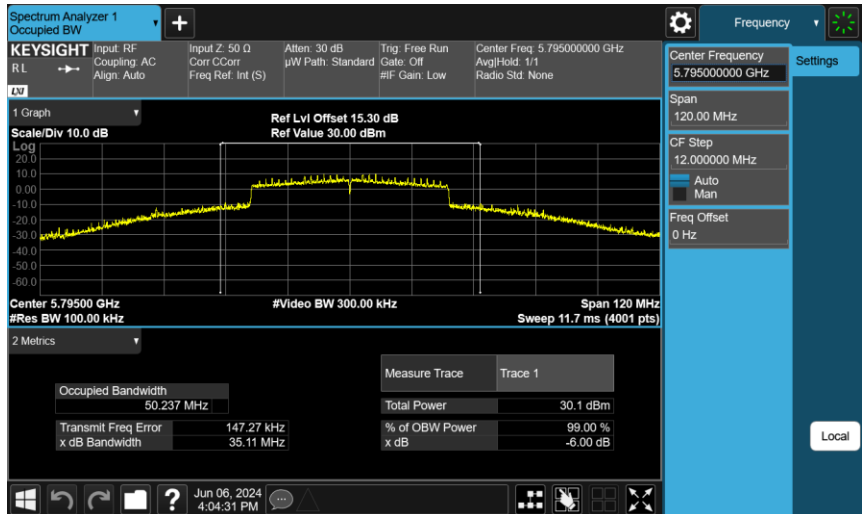 Spectrum Analyzer 1
Occupied BW
+
Frequency
KEYSIGHT
RL
LXI
Input: RF
Coupling: AC
Align: Auto
Input Z: 50 Ω
Corr CCorr
Freq Ref: Int (S)
Atten: 30 dB
µW Path: Standard
Trig: Free Run
Gate: Off
#IF Gain: Low
Center Freq: 5.795000000 GHz
Avg|Hold: 1/1
Radio Std: None
Center Frequency
5.795000000 GHz
Settings
Span
120.00 MHz
CF Step
12.000000 MHz
Auto
Man
Freq Offset
0 Hz
Local
1 Graph
Scale/Div 10.0 dB
Ref Lvl Offset 15.30 dB
Ref Value 30.00 dBm
Log
20.0
10.0
0.00
-10.0
-20.0
-30.0
-40.0
-50.0
-60.0
Center 5.79500 GHz
#Res BW 100.00 kHz
#Video BW 300.00 kHz
Span 120 MHz
Sweep 11.7 ms (4001 pts)
2 Metrics
Measure Trace Trace 1
Occupied Bandwidth
50.237 MHz
Total Power 30.1 dBm
Transmit Freq Error 147.27 kHz
% of OBW Power 99.00 %
x dB Bandwidth 35.11 MHz
x dB -6.00 dB
?
Jun 06, 2024
4:04:31 PM